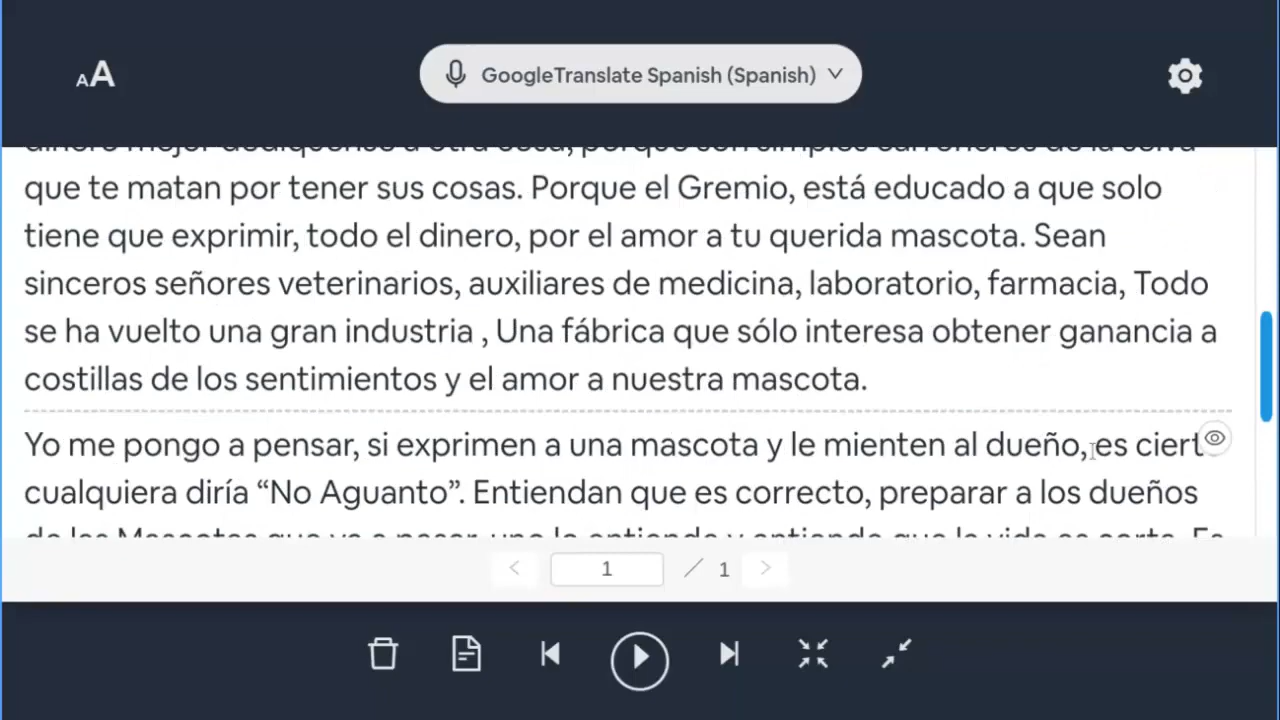 AA
GoogleTranslate Spanish (Spanish)
que te matan por tener sus cosas. Porque el Gremio, está educado a que solo
tiene que exprimir, todo el dinero, por el amor a tu querida mascota. Sean
sinceros señores veterinarios, auxiliares de medicina, laboratorio, farmacia, Todo
se ha vuelto una gran industria , Una fábrica que sólo interesa obtener ganancia a
costillas de los sentimientos y el amor a nuestra mascota.
Yo me pongo a pensar, si exprimen a una mascota y le mienten al dueño, es ciert
cualquiera diría “No Aguanto”. Entiendan que es correcto, preparar a los dueños
1 / 1